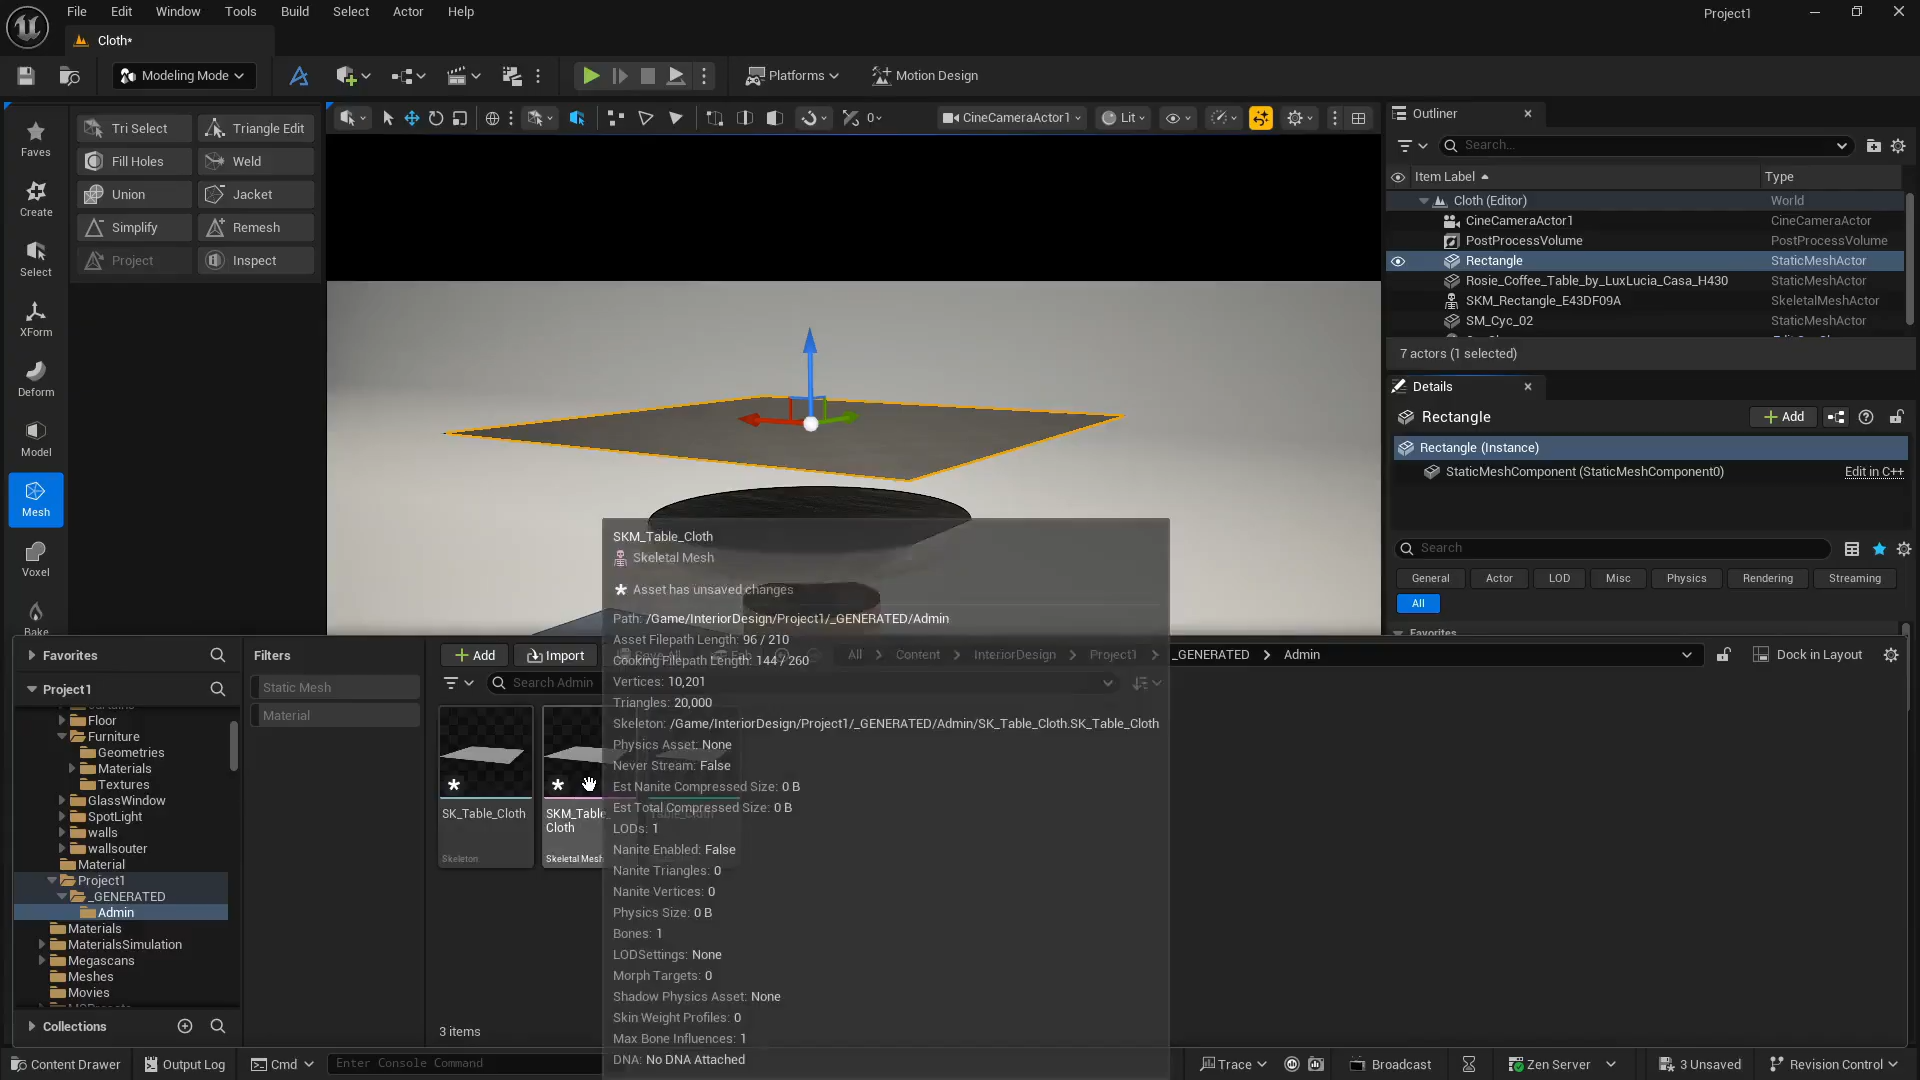 File Edit Window Tools Build Select Actor Help
Project1
Cloth*
Modeling Mode
Platforms
Motion Design
Faves
Create
Select
XForm
Deform
Model
Mesh
Voxel
Bake
Tri Select
Triangle Edit
Fill Holes
Weld
Union
Jacket
Simplify
Remesh
Project
Inspect
0
CineCameraActor1
Lit
Outliner
Search...
Item Label
Type
Cloth (Editor) World
CineCameraActor1 CineCameraActor
PostProcessVolume PostProcessVolume
Rectangle StaticMeshActor
Rosie_Coffee_Table_by_LuxLucia_Casa_H430 StaticMeshActor
SKM_Rectangle_E43DF09A SkeletalMeshActor
SM_Cyc_02 StaticMeshActor
7 actors (1 selected)
Details
Rectangle
Add
Rectangle (Instance)
StaticMeshComponent (StaticMeshComponent0) Edit in C++
Search
General Actor LOD Misc Physics Rendering Streaming
All
Favorites
SKM_Table_Cloth
Skeletal Mesh
Asset has unsaved changes
Path: /Game/InteriorDesign/Project1/_GENERATED/Admin
Asset Filepath Length: 96 / 210
Cooking Filepath Length: 144 / 260
Vertices: 10,201
Triangles: 20,000
Skeleton: /Game/InteriorDesign/Project1/_GENERATED/Admin/SK_Table_Cloth.SK_Table_Cloth
Physics Asset: None
Never Stream: False
Est Nanite Compressed Size: 0 B
Est Total Compressed Size: 0 B
LODs: 1
Nanite Enabled: False
Nanite Triangles: 0
Nanite Vertices: 0
Physics Size: 0 B
Bones: 1
LODSettings: None
Morph Targets: 0
Shadow Physics Asset: None
Skin Weight Profiles: 0
Max Bone Influences: 1
DNA: No DNA Attached
Favorites
Project1
Floor
Furniture
Geometries
Materials
Textures
GlassWindow
SpotLight
walls
wallsouter
Material
Project1
_GENERATED
Admin
Materials
MaterialsSimulation
Megascans
Meshes
Movies
Collections
Filters
Static Mesh
Material
Add
Import
All
Content
InteriorDesign
Project1
_GENERATED
Admin
Dock in Layout
Search Admin
SK_Table_Cloth
Skeleton
SKM_Table_
Cloth
Skeletal Mesh
3 items
Content Drawer
Output Log
Cmd
Enter Console Command
Trace
Broadcast
Zen Server
3 Unsaved
Revision Control